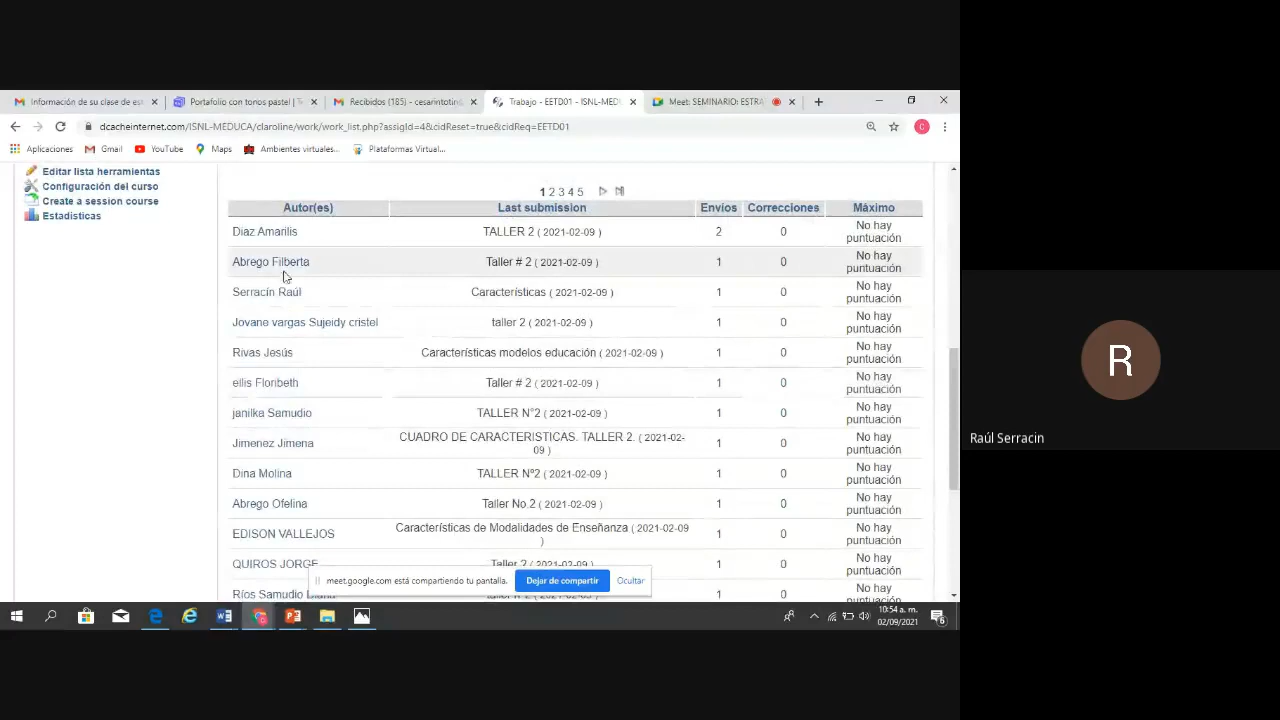 Información de su clase de es
Portafolio con tonos pastel | T
Recibidos (185) - cesarintotin
Trabajo - EETD01 - ISNL-MED
Meet: SEMINARIO: ESTRA
dcacheinternet.com/ISNL-MEDUCA/claroline/work/work_list.php?assigId=4&cidReset=true&cidReq=EETD01
C
Aplicaciones Gmail YouTube Maps Ambientes virtuales... Plataformas Virtual...
Editar lista herramientas
Configuración del curso
Create a session course
Estadísticas
1 2 3 4 5
Autor(es) Last submission Envíos Correcciones Máximo
Diaz Amarilis TALLER 2 ( 2021-02-09 ) 2 0 No hay puntuación
Abrego Filberta Taller # 2 ( 2021-02-09 ) 1 0 No hay puntuación
Serracín Raúl Características ( 2021-02-09 ) 1 0 No hay puntuación
Jovane vargas Sujeidy cristel taller 2 ( 2021-02-09 ) 1 0 No hay puntuación
Rivas Jesús Características modelos educación ( 2021-02-09 ) 1 0 No hay puntuación
ellis Floribeth Taller # 2 ( 2021-02-09 ) 1 0 No hay puntuación
janilka Samudio TALLER N°2 ( 2021-02-09 ) 1 0 No hay puntuación
Jimenez Jimena CUADRO DE CARACTERISTICAS. TALLER 2. ( 2021-02-09 ) 1 0 No hay puntuación
Dina Molina TALLER Nº2 ( 2021-02-09 ) 1 0 No hay puntuación
Abrego Ofelina Taller No.2 ( 2021-02-09 ) 1 0 No hay puntuación
EDISON VALLEJOS Características de Modalidades de Enseñanza ( 2021-02-09 ) 1 0 No hay puntuación
QUIROS JORGE Taller 2 ( 2021-02-09 ) 1 0 No hay puntuación
meet.google.com está compartiendo tu pantalla. Dejar de compartir Ocultar
Ríos Samudio 1 0 No hay
10:54 a. m.
02/09/2021
6
R
Raúl Serracin